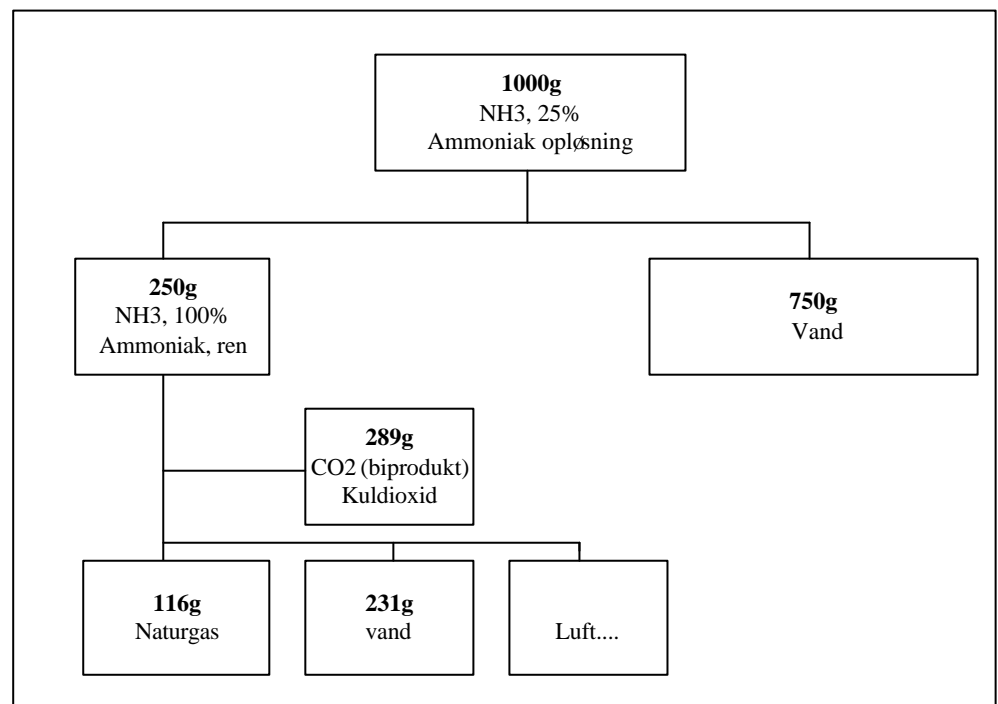 1000g
NH3, 25%
Ammoniak opløsning
250g
NH3, 100%
Ammoniak, ren
750g
Vand
289g
CO2 (biprodukt)
Kuldioxid
116g
Naturgas
231g
vand
Luft....